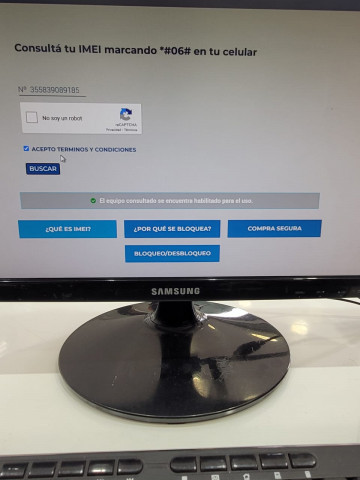 Consultá tu IMEI marcando *#06# en tu celular
Nº 355839089185
No soy un robot
reCAPTCHA
Privacidad - Términos
ACEPTO TERMINOS Y CONDICIONES
BUSCAR
El equipo consultado se encuentra habilitado para el uso.
¿QUÉ ES IMEI?
¿POR QUÉ SE BLOQUEA?
COMPRA SEGURA
BLOQUEO/DESBLOQUEO
SAMSUNG